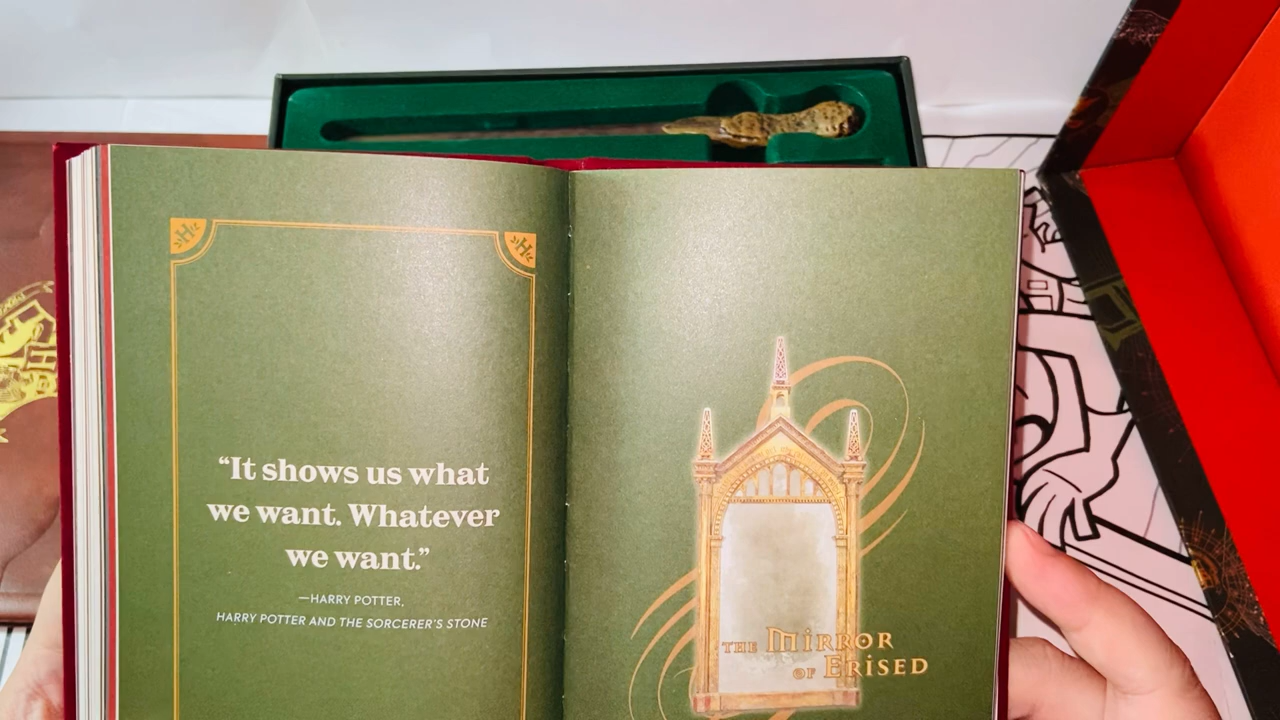 “It shows us what
we want. Whatever
we want.”
—HARRY POTTER,
HARRY POTTER AND THE SORCERER'S STONE
THE MIRROR
OF ERISED
H
H